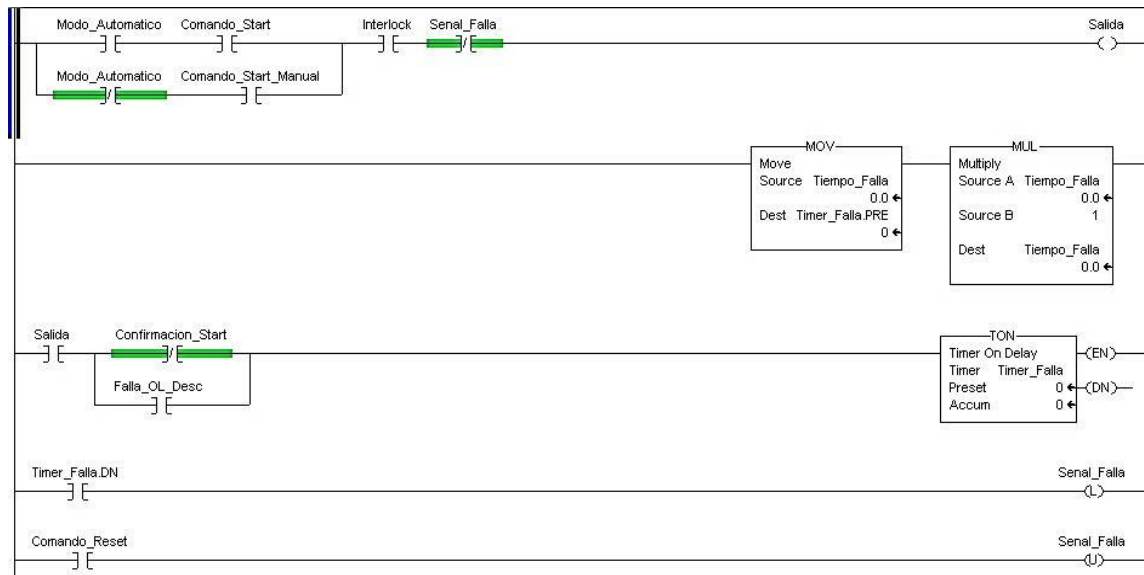 Modo_Automatico Comando_Start Interlock Senal_Falla Salida
Modo_Automatico Comando_Start_Manual
MOV MUL
Move Multiply
Source Tiempo_Falla Source A Tiempo_Falla
0.0 0.0
Dest Timer_Falla.PRE Source B 1
0
Dest Tiempo_Falla
0.0
Salida Confirmacion_Start
TON
Timer On Delay (EN)
Timer Timer_Falla
Falla_OL_Desc
Preset 0 (DN)
Accum 0
Timer_Falla.DN Senal_Falla
(L)
Comando_Reset Senal_Falla
(U)